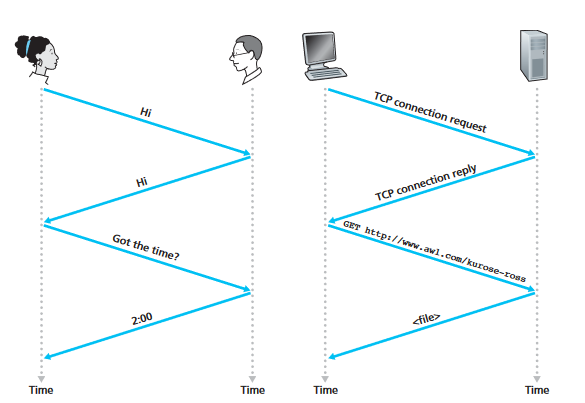 Hi
Hi
Got the time?
2:00
Time
Time
TCP connection request
TCP connection reply
GET http://www.awl.com/kurose-ross
<file>
Time
Time